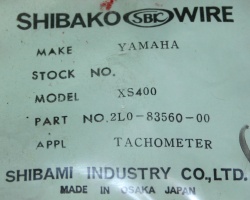 SHIBAKO SBK WIRE
MAKE YAMAHA
STOCK NO.
MODEL XS400
PART NO. 2L0-83560-00
APPL TACHOMETER
SHIBAMI INDUSTRY CO.,LTD.
MADE IN OSAKA JAPAN